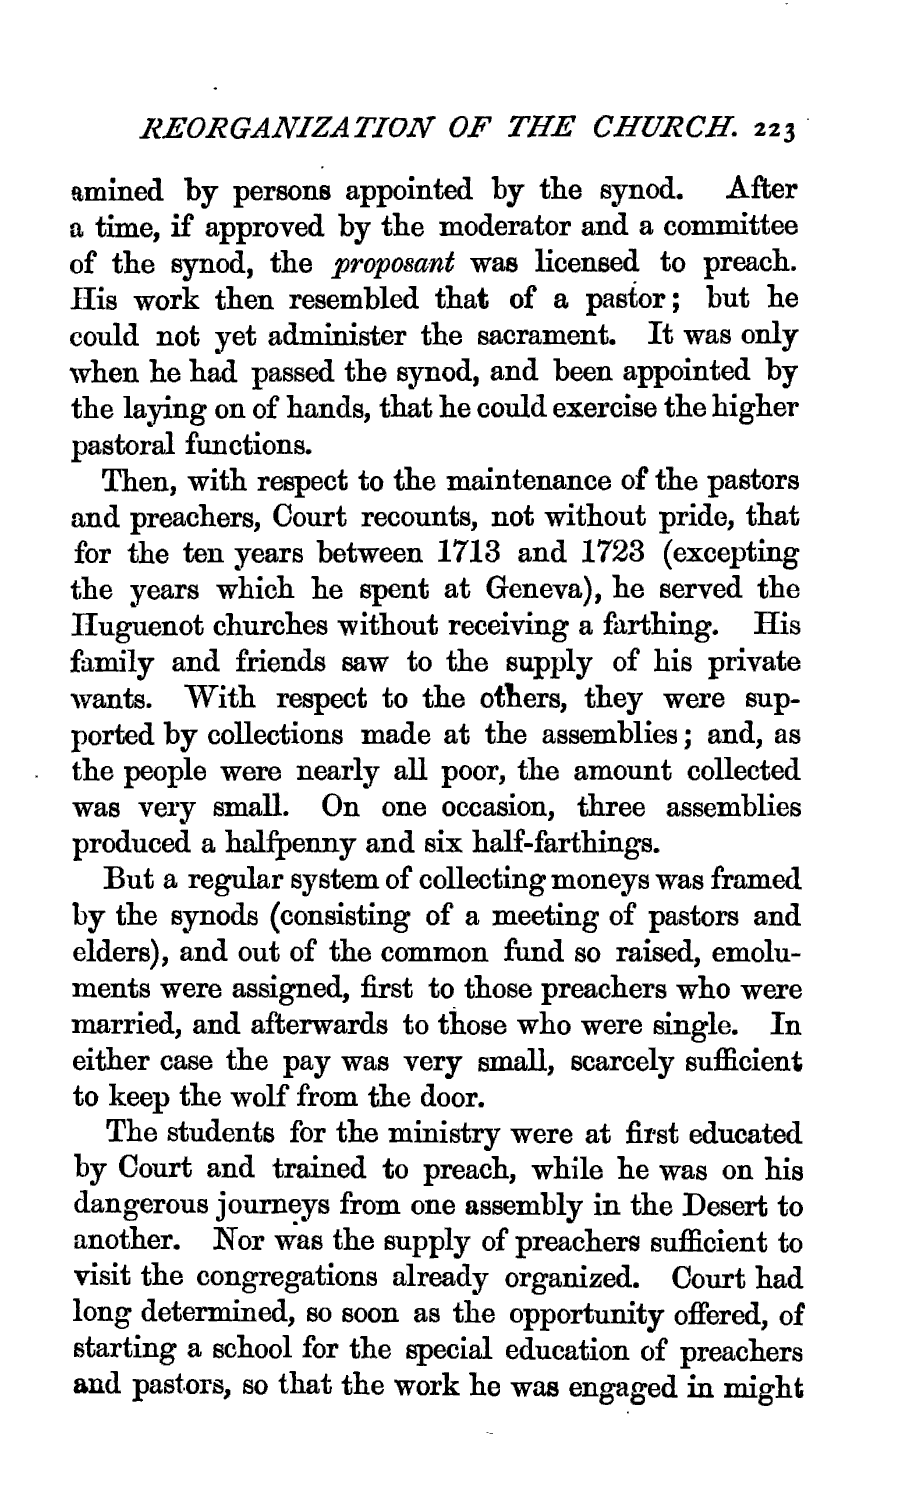 REORGANIZATION OF THE CHURCH. 223
amined by persons appointed by the synod. After
a time, if approved by the moderator and a committee
of the synod, the proposant was licensed to preach.
His work then resembled that of a pastor; but he
could not yet administer the sacrament. It was only
when he had passed the synod, and been appointed by
the laying on of hands, that he could exercise the higher
pastoral functions.
Then, with respect to the maintenance of the pastors
and preachers, Court recounts, not without pride, that
for the ten years between 1713 and 1723 (excepting
the years which he spent at Geneva), he served the
Huguenot churches without receiving a farthing. His
family and friends saw to the supply of his private
wants. With respect to the others, they were sup-
ported by collections made at the assemblies; and, as
the people were nearly all poor, the amount collected
was very small. On one occasion, three assemblies
produced a halfpenny and six half-farthings.
But a regular system of collecting moneys was framed
by the synods (consisting of a meeting of pastors and
elders), and out of the common fund so raised, emolu-
ments were assigned, first to those preachers who were
married, and afterwards to those who were single. In
either case the pay was very small, scarcely sufficient
to keep the wolf from the door.
The students for the ministry were at first educated
by Court and trained to preach, while he was on his
dangerous journeys from one assembly in the Desert to
another. Nor was the supply of preachers sufficient to
visit the congregations already organized. Court had
long determined, so soon as the opportunity offered, of
starting a school for the special education of preachers
and pastors, so that the work he was engaged in might